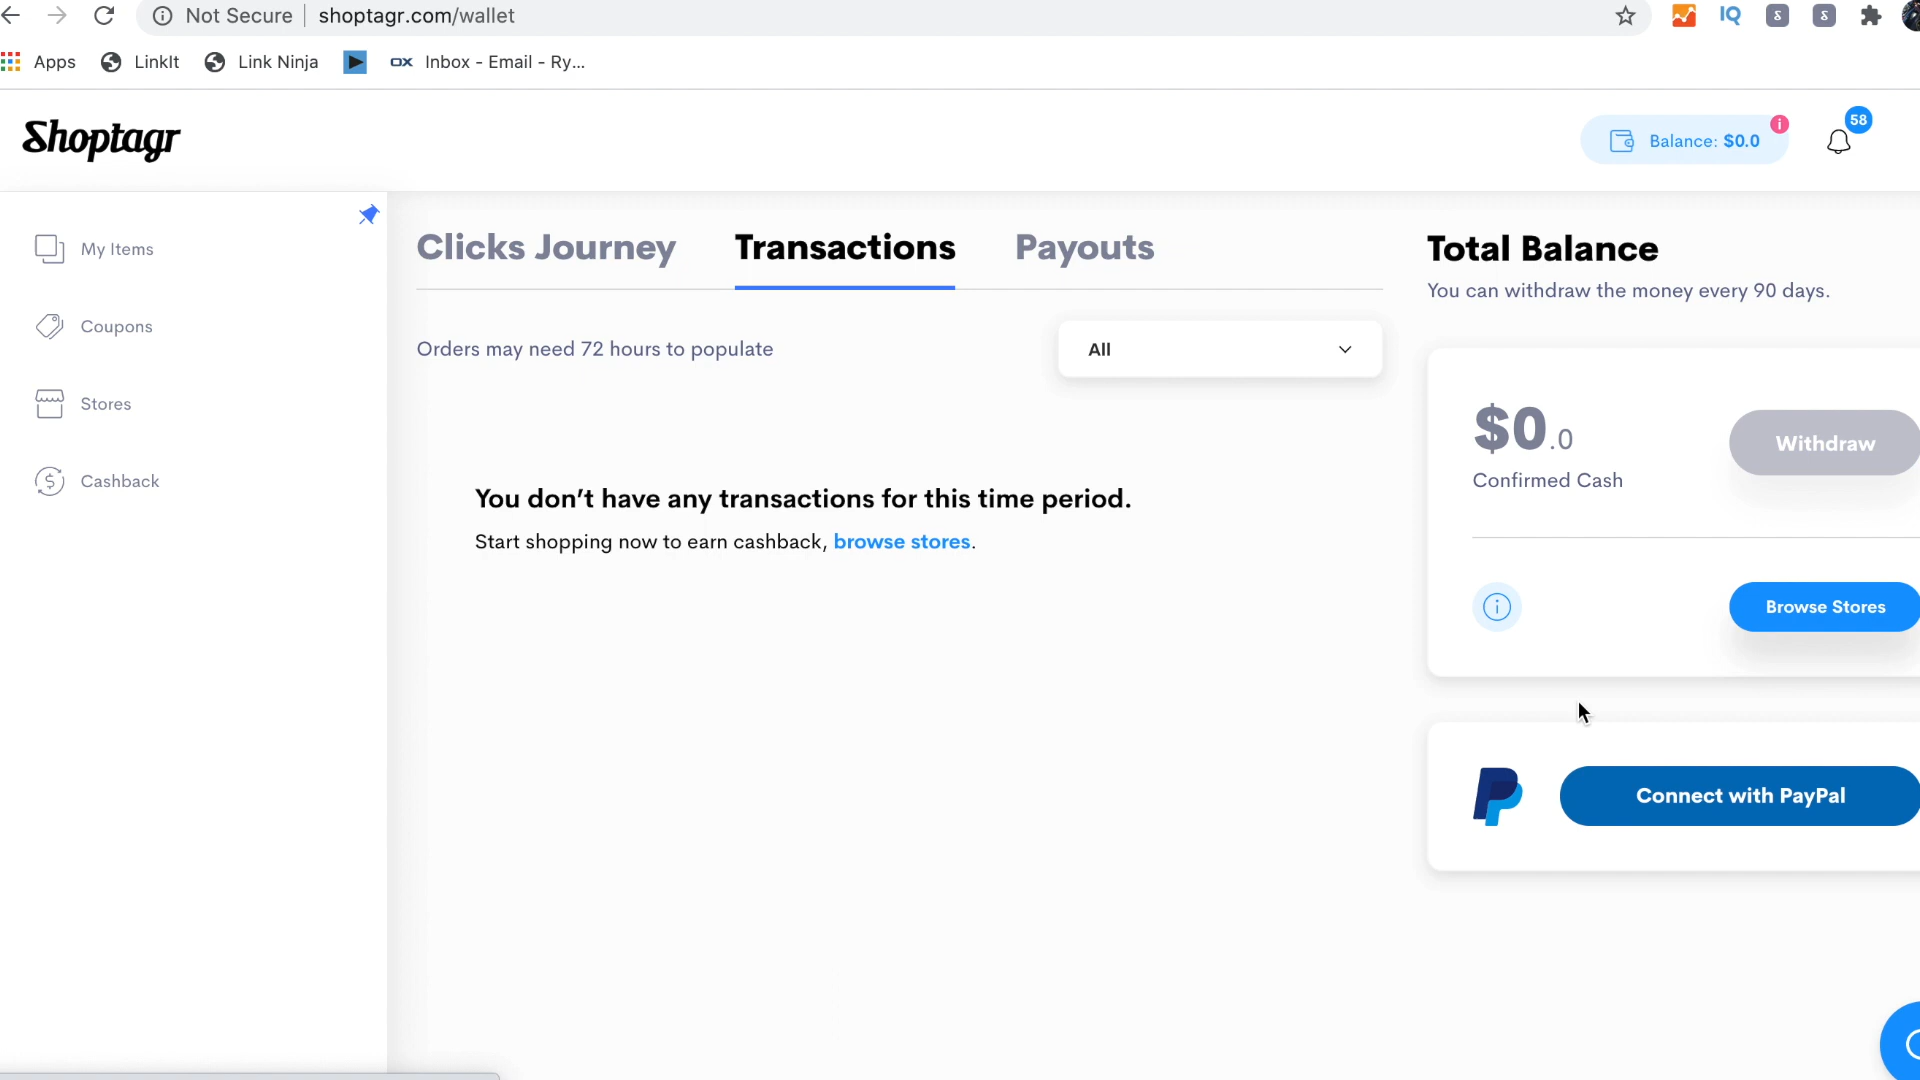 Not Secure shoptagr.com/wallet
IQ
Apps LinkIt Link Ninja OX Inbox - Email - Ry...
Shoptagr
Balance: $0.0
58
My Items
Coupons
Stores
Cashback
Clicks Journey Transactions Payouts
Orders may need 72 hours to populate
All
You don’t have any transactions for this time period.
Start shopping now to earn cashback, browse stores.
Total Balance
You can withdraw the money every 90 days.
$0.0
Confirmed Cash
Withdraw
Browse Stores
Connect with PayPal